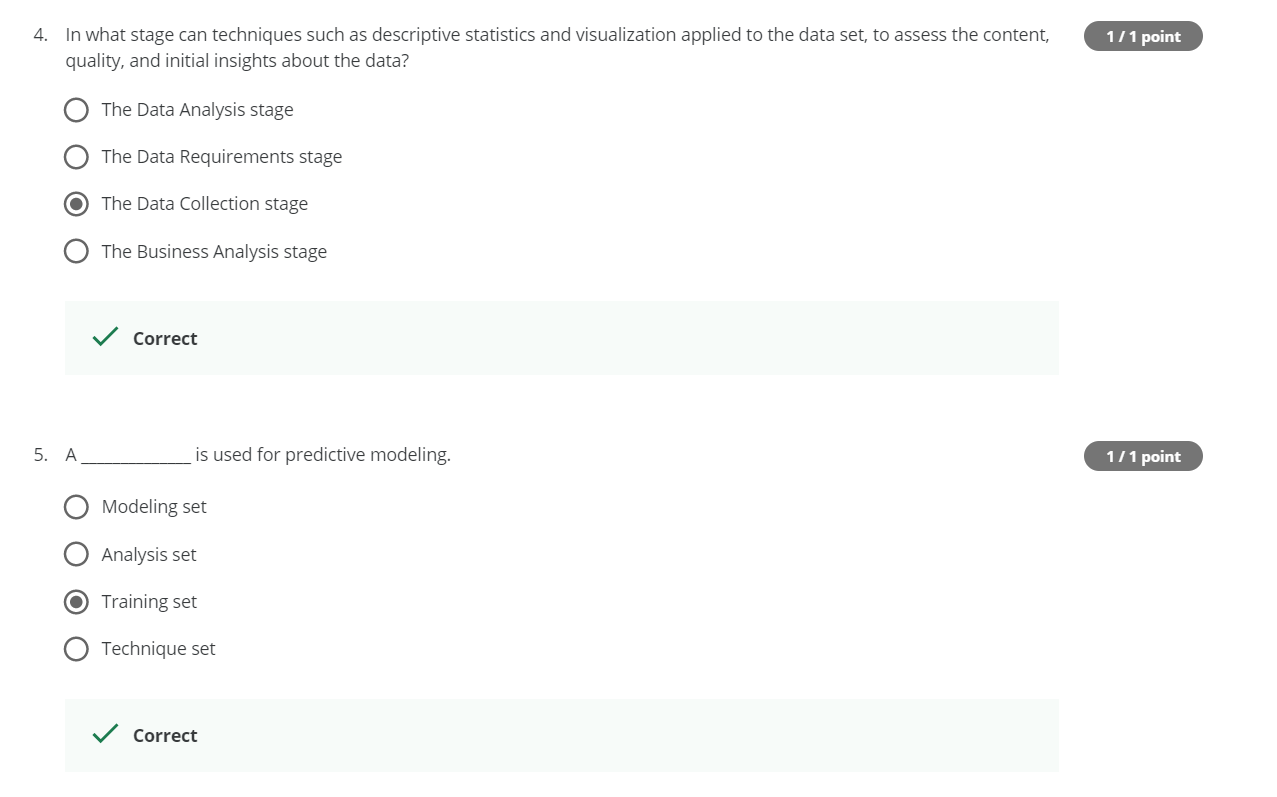 4. In what stage can techniques such as descriptive statistics and visualization applied to the data set, to assess the content,
quality, and initial insights about the data?
1 / 1 point
The Data Analysis stage
The Data Requirements stage
The Data Collection stage
The Business Analysis stage
Correct
5. A ______________ is used for predictive modeling.
1 / 1 point
Modeling set
Analysis set
Training set
Technique set
Correct